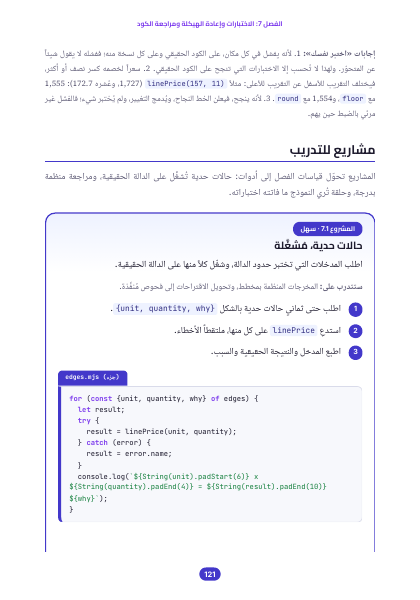 الفصل 7: الاختبارات وإعادة الهيكلة ومراجعة الكود
إجابات «اختبر نفسك»: 1. لأنه يفشل في كل مكان، على الكود الحقيقي وعلى كل نسخة منه؛ ففشله لا يقول شيئاً
عن المتحوّر. ولهذا لا تُحسب إلا الاختبارات التي تنجح على الكود الحقيقي. 2. سعراً لخصمه كسر نصف أو أكثر،
فيختلف التقريب للأسفل عن التقريب للأعلى: مثلاً linePrice(157, 11) (1,727، وعُشره 172.7): 1,555
مع floor، و1,554 مع round. 3. لأنه ينجح، فيعلن الخط النجاح، ويُدمج التغيير، ولم يُختبر شيء؛ فالفشل غير
مرئي بالضبط حين يهم.
مشاريع للتدريب
المشاريع تحوّل قياسات الفصل إلى أدوات: حالات حدية تُشغَّل على الدالة الحقيقية، ومراجعة منظمة
بدرجة، وحلقة تُري النموذج ما فاتته اختباراته.
المشروع 7.1 · سهل
حالات حدية، مُشغَّلة
اطلب المدخلات التي تختبر حدود الدالة، وشغّل كلاً منها على الدالة الحقيقية.
ستتدرب على: المخرجات المنظمة بمخطط، وتحويل الاقتراحات إلى فحوص مُنفَّذة.
1 اطلب حتى ثماني حالات حدية بالشكل {unit, quantity, why}.
2 استدعِ linePrice على كل منها، ملتقطاً الأخطاء.
3 اطبع المدخل والنتيجة الحقيقية والسبب.
edges.mjs (جزء)
for (const {unit, quantity, why} of edges) {
  let result;
  try {
    result = linePrice(unit, quantity);
  } catch (error) {
    result = error.name;
  }
  console.log(`${String(unit).padStart(6)} x
${String(quantity).padEnd(4)} = ${String(result).padEnd(10)}
${why}`);
}
121